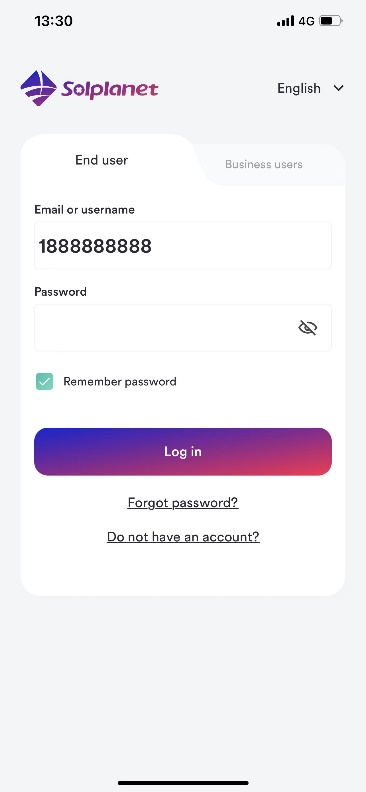 13:30
4G
Solplanet
English
End user
Business users
Email or username
1888888888
Password
Remember password
Log in
Forgot password?
Do not have an account?